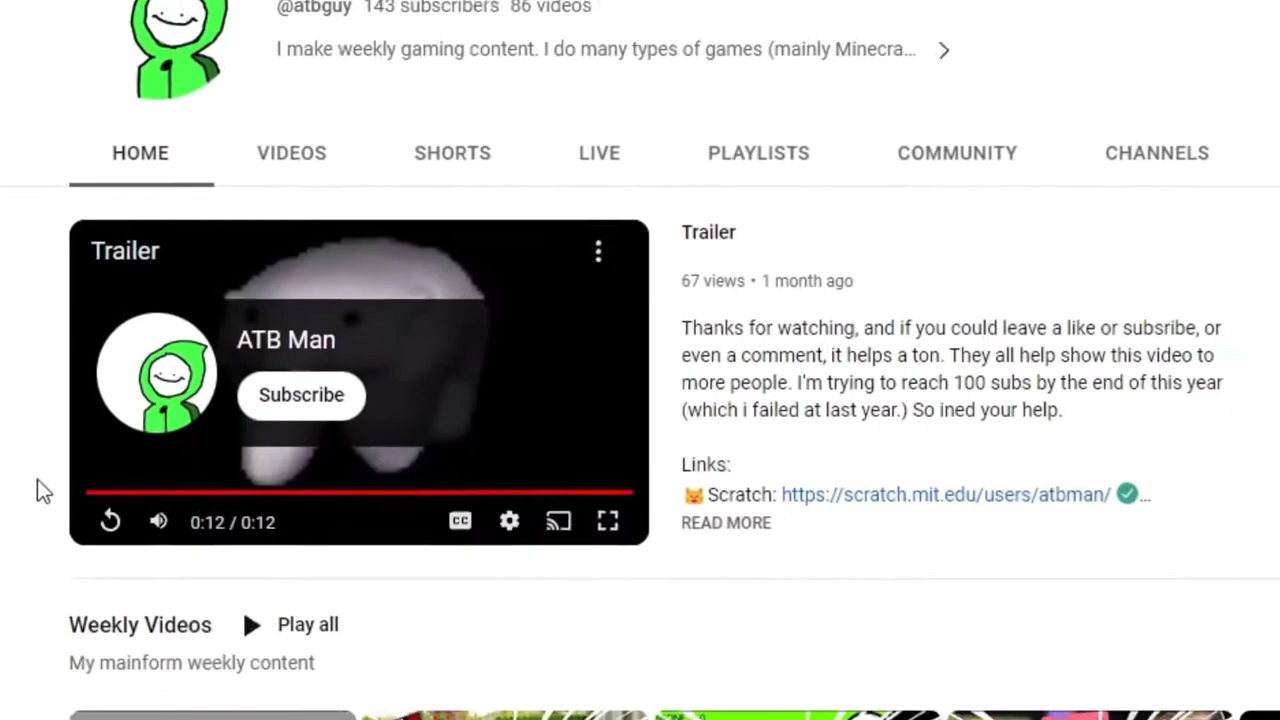 @atbguy 143 subscribers 86 videos
I make weekly gaming content. I do many types of games (mainly Minecra...
HOME VIDEOS SHORTS LIVE PLAYLISTS COMMUNITY CHANNELS
Trailer
ATB Man
Subscribe
0:12 / 0:12
CC
Trailer
67 views • 1 month ago
Thanks for watching, and if you could leave a like or subsribe, or
even a comment, it helps a ton. They all help show this video to
more people. I'm trying to reach 100 subs by the end of this year
(which i failed at last year.) So ined your help.
Links:
Scratch: https://scratch.mit.edu/users/atbman/ ...
READ MORE
Weekly Videos Play all
My mainform weekly content